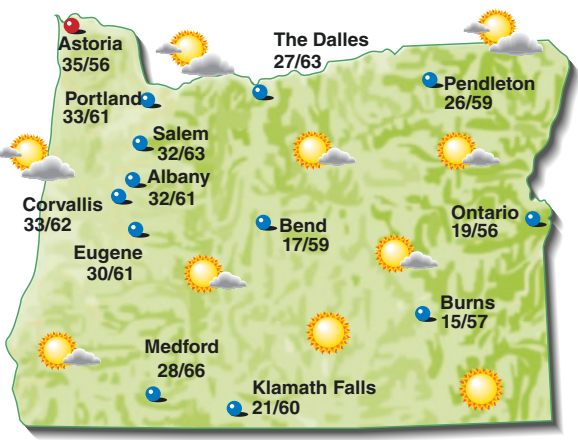 Astoria
35/56
The Dalles
27/63
Pendleton
26/59
Portland
33/61
Salem
32/63
Albany
32/61
Corvallis
33/62
Eugene
30/61
Bend
17/59
Ontario
19/56
Burns
15/57
Medford
28/66
Klamath Falls
21/60